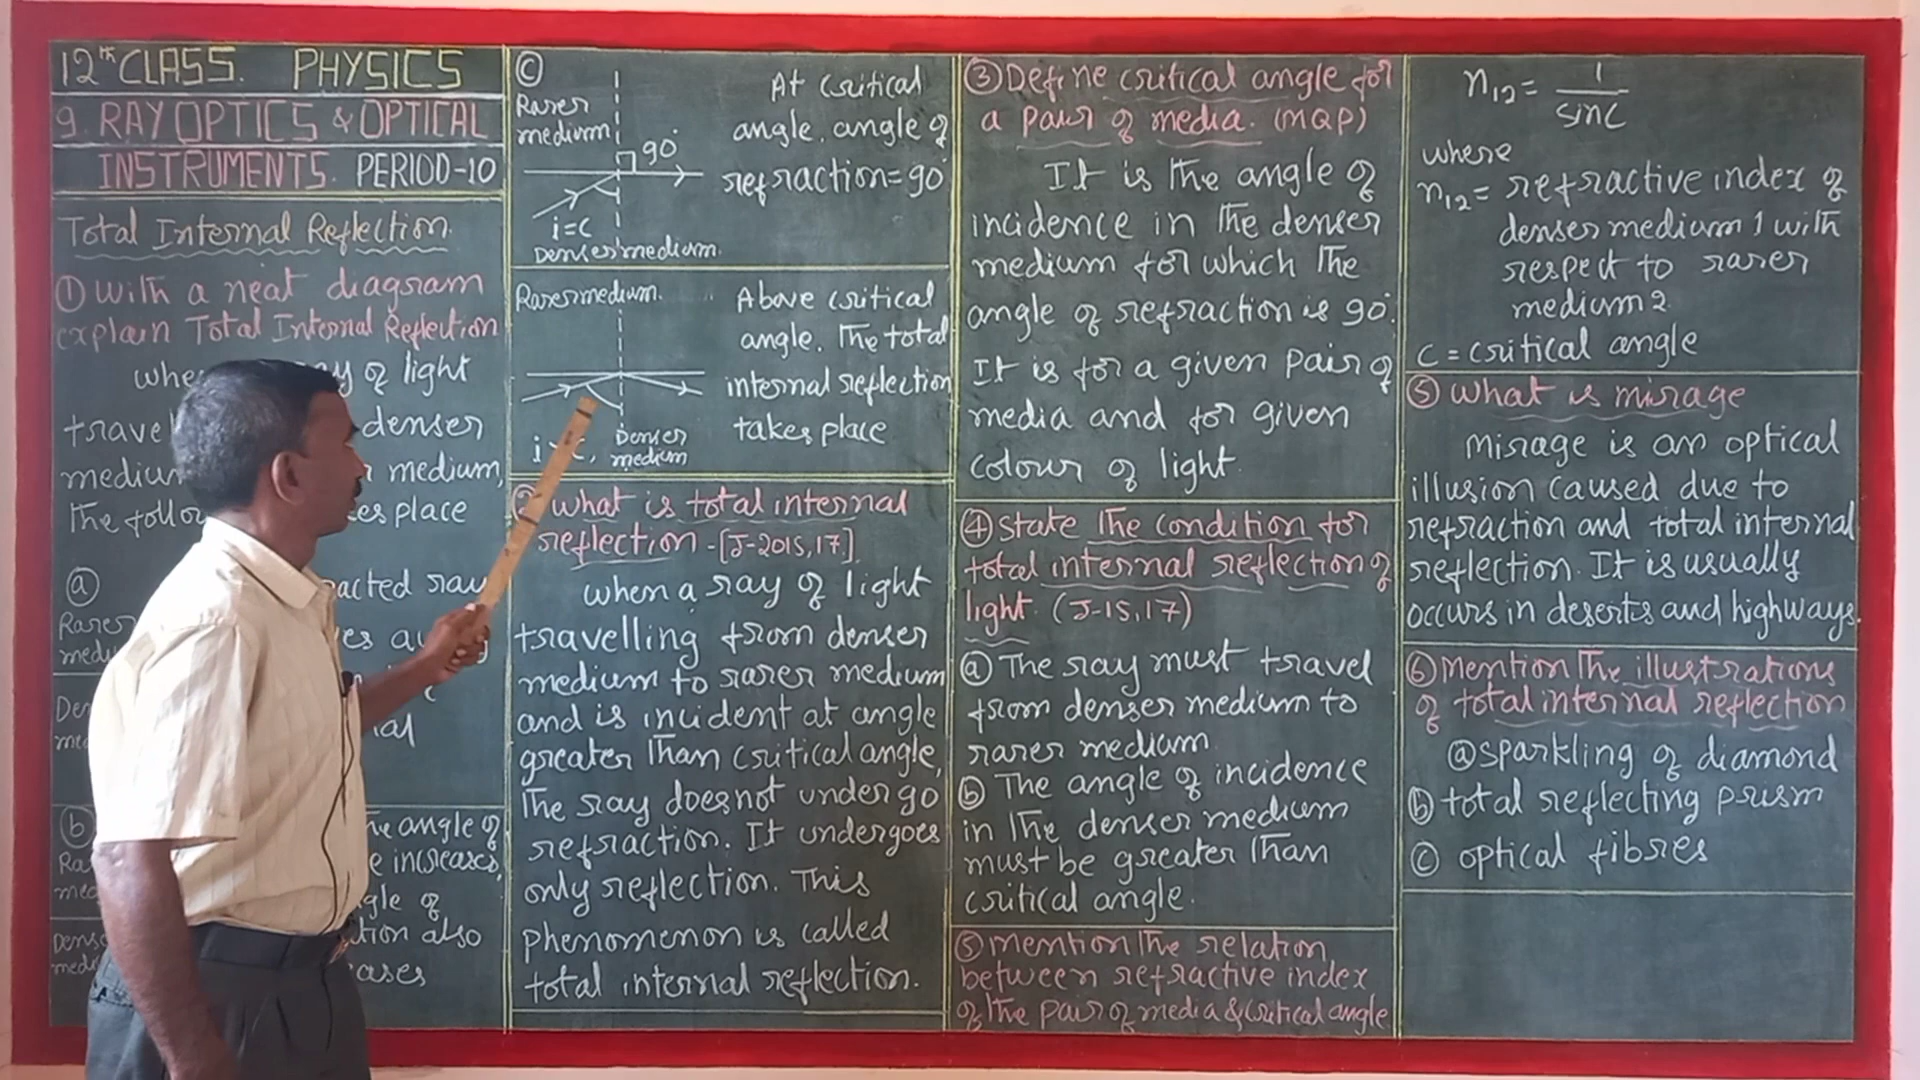 12th CLASS. PHYSICS
9. RAY OPTICS & OPTICAL
INSTRUMENTS. PERIOD-10
Total Internal Reflection.
① With a neat diagram
explain Total Internal Reflection
of light
denser
medium,
place
ⓐ
ray
Rarer
ⓑ
the angle of
increases,
of
also
ⓒ
Rarer
medium
90°
i=c
Denser medium.
At critical
angle, angle of
refraction=90°
Rarer medium.
Denser
medium
Above critical
angle. The total
internal reflection
takes place
② What is total internal
reflection-[J-2015,17]
when a ray of light
travelling from denser
medium to rarer medium
and is incident at angle
greater than critical angle,
The ray does not undergo
refraction. It undergoes
only reflection. This
phenomenon is called
total internal reflection.
③ Define critical angle for
a pair of media. (MQP)
It is the angle of
incidence in the denser
medium for which the
angle of refraction is 90°.
It is for a given pair of
media and for given
colour of light.
④ State the condition for
total internal reflection of
light. (J-15,17)
ⓐ The ray must travel
from denser medium to
rarer medium.
ⓑ The angle of incidence
in the denser medium
must be greater than
critical angle.
⑤ mention the relation
between refractive index
of the pair of media & critical angle
n12= 1
sinc
where
n12= refractive index of
denser medium 1 with
respect to rarer
medium 2
c = critical angle
⑤ What is mirage
Mirage is an optical
illusion caused due to
refraction and total internal
reflection. It is usually
occurs in deserts and highways.
⑥ Mention the illustrations
of total internal reflection
ⓐ sparkling of diamond
ⓑ total reflecting prism
ⓒ optical fibres